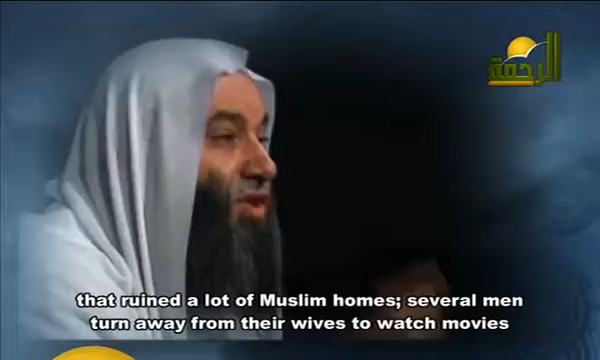 الرحمة
that ruined a lot of Muslim homes; several men
turn away from their wives to watch movies